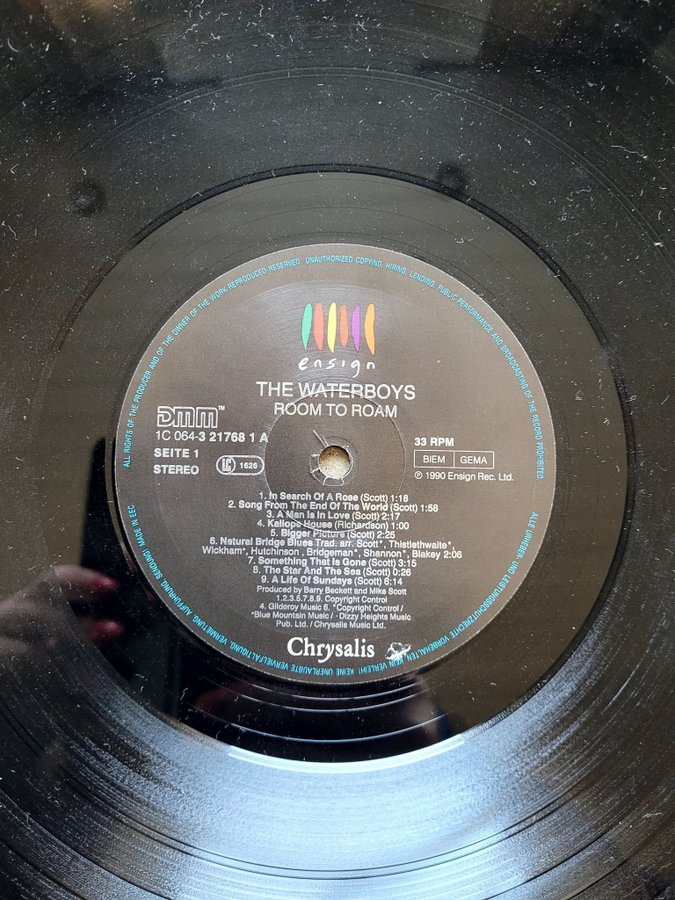 ALL RIGHTS OF THE PRODUCER AND OF THE OWNER OF THE WORK REPRODUCED RESERVED. UNAUTHORIZED COPYING, HIRING, LENDING, PUBLIC PERFORMANCE AND BROADCASTING OF THE RECORD PROHIBITED
ensign
THE WATERBOYS
ROOM TO ROAM
DMM™
1C 064-3 21768 1 A
SEITE 1
STEREO
LC 1626
33 RPM
BIEM GEMA
℗ 1990 Ensign Rec. Ltd.
1. In Search Of A Rose (Scott) 1:18
2. Song From The End Of The World (Scott) 1:58
3. A Man Is In Love (Scott) 2:17
4. Kaliope House (Richardson) 1:00
5. Bigger Picture (Scott) 2:25
6. Natural Bridge Blues Trad. arr. Scott*, Thistlethwaite*,
Wickham*, Hutchinson, Bridgeman*, Shannon*, Blakey 2:06
7. Something That Is Gone (Scott) 3:15
8. The Star And The Sea (Scott) 0:26
9. A Life Of Sundays (Scott) 6:14
Produced by Barry Beckett and Mike Scott
1.2.3.5.7.8.9. Copyright Control
4. Gilderoy Music 6. *Copyright Control /
*Blue Mountain Music / · Dizzy Heights Music
Pub. Ltd. / Chrysalis Music Ltd.
Chrysalis
ALLE URHEBER- UND LEISTUNGSSCHUTZRECHTE VORBEHALTEN KEIN VERLEIH! KEINE UNERLAUBTE VERVIELFÄLTIGUNG, VERMIETUNG, AUFFÜHRUNG, SENDUNG! MADE IN EEC.